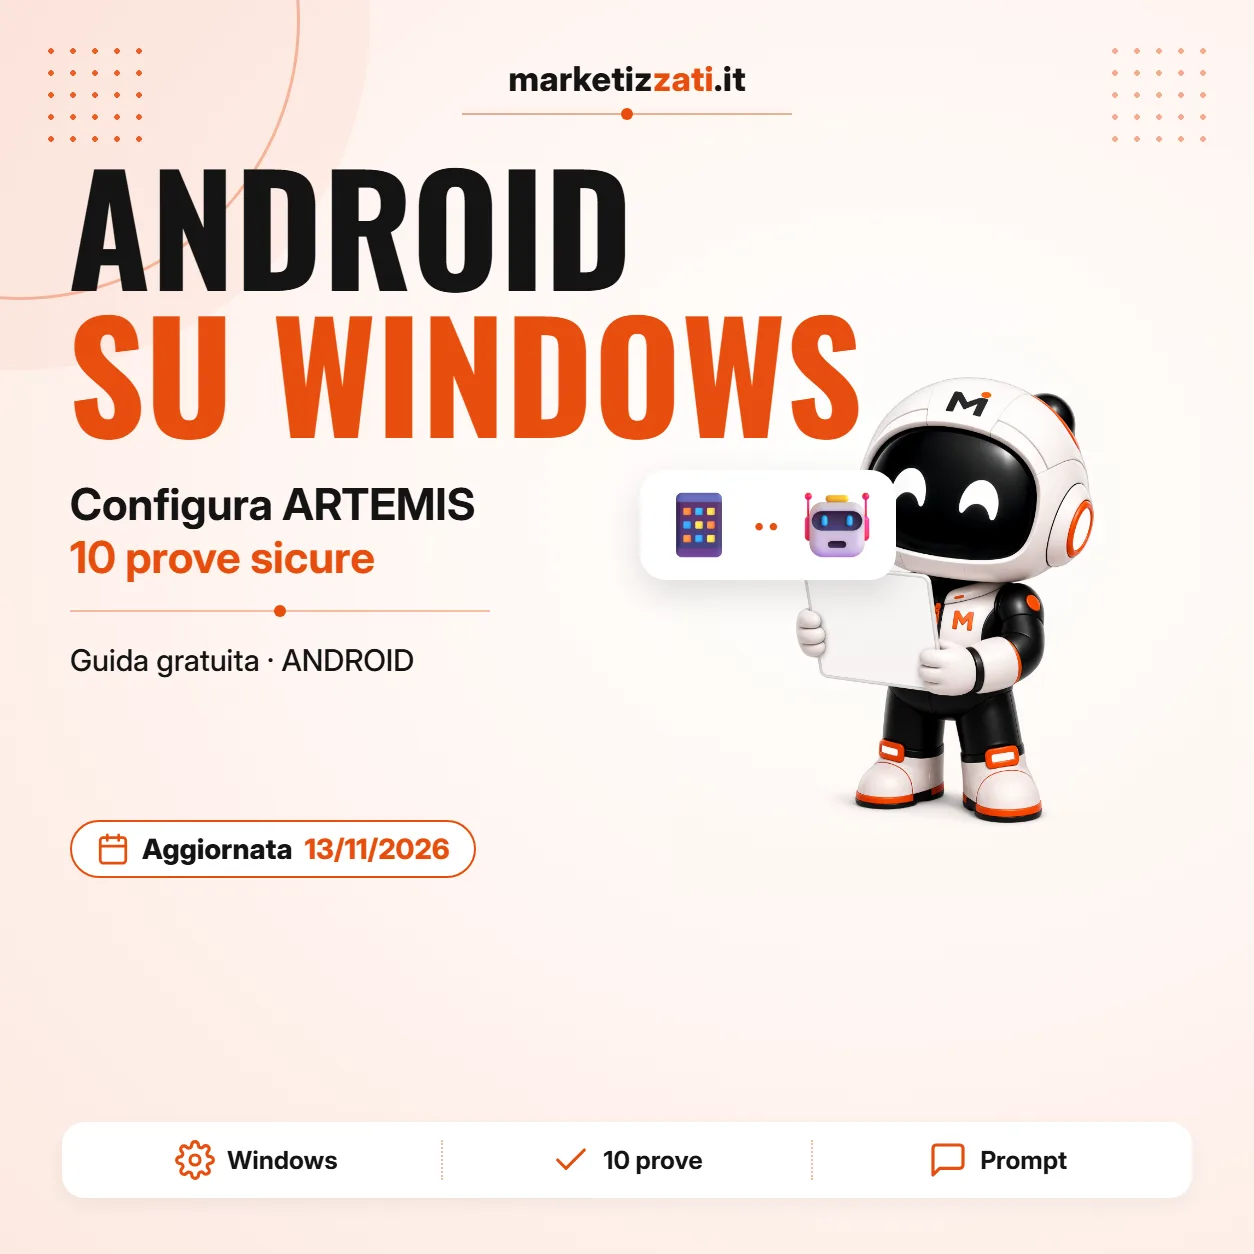 marketizzati.it
ANDROID
SU WINDOWS
Configura ARTEMIS
10 prove sicure
Guida gratuita · ANDROID
Aggiornata 13/11/2026
Windows
10 prove
Prompt
M
M